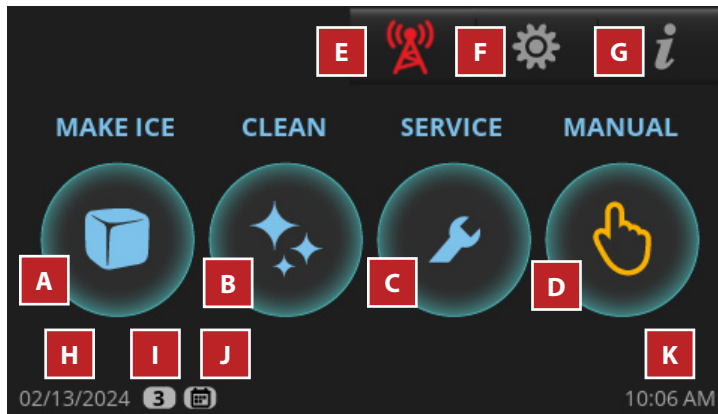 E F G i
MAKE ICE CLEAN SERVICE MANUAL
A B C D
H I J K
02/13/2024 3 10:06 AM